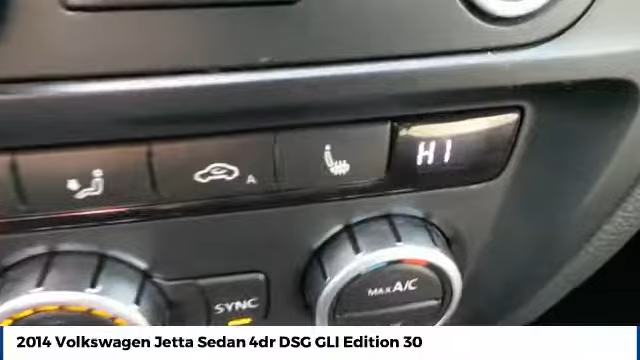 A
HI
MAX A/C
SYNC
2014 Volkswagen Jetta Sedan 4dr DSG GLI Edition 30